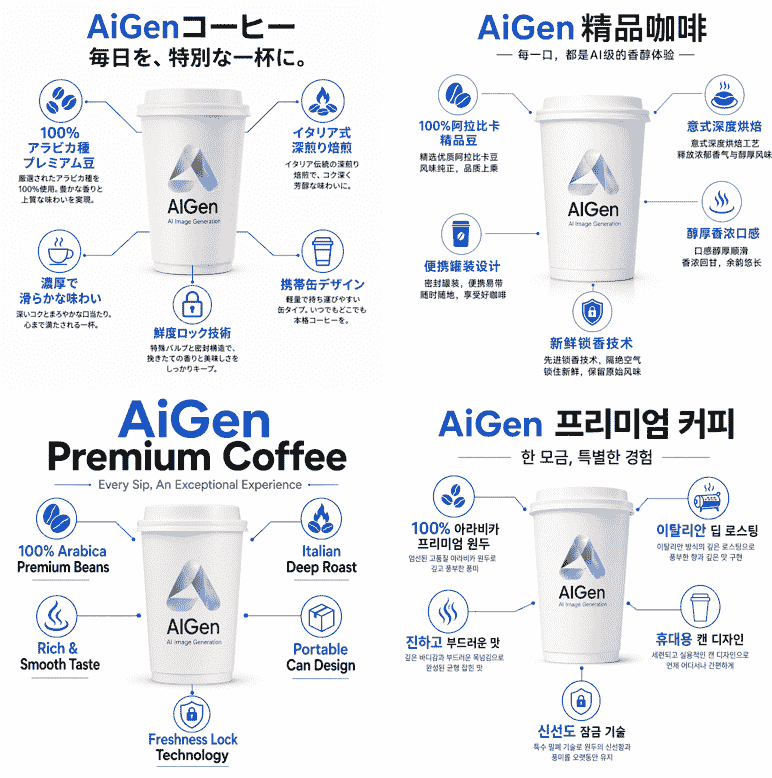 AiGenコーヒー
毎日を、特別な一杯に。
100%
アラビカ種
プレミアム豆
厳選されたアラビカ種を
100%使用。豊かな香りと
上質な味わいを実現。
イタリア式
深煎り焙煎
イタリア伝統の深煎り
焙煎で、コク深く
芳醇な味わいに。
AIGen
AI Image Generation
濃厚で
滑らかな味わい
深いコクとまろやかな口当たり。
心まで満たされる一杯。
携帯缶デザイン
軽量で持ち運びやすい
缶タイプ。いつでもどこでも
本格コーヒーを。
鮮度ロック技術
特殊バルブと密封構造で、
挽きたての香りと美味しさを
しっかりキープ。
AiGen 精品咖啡
每一口，都是AI级的香醇体验
100%阿拉比卡
精品豆
精选优质阿拉比卡豆
风味纯正，品质上乘
意式深度烘焙
意式深度烘焙工艺
释放浓郁香气与醇厚风味
AIGen
AI Image Generation
便携罐装设计
密封罐装，便携易带
随时随地，享受好咖啡
醇厚香浓口感
口感醇厚顺滑
香浓回甘，余韵悠长
新鲜锁香技术
先进锁香技术，隔绝空气
锁住新鲜，保留原始风味
AiGen
Premium Coffee
Every Sip, An Exceptional Experience
100% Arabica
Premium Beans
Italian
Deep Roast
AIGen
AI Image Generation
Rich &
Smooth Taste
Portable
Can Design
Freshness Lock
Technology
AiGen 프리미엄 커피
한 모금, 특별한 경험
100% 아라비카
프리미엄 원두
엄선된 고품질 아라비카 원두로
깊고 풍부한 풍미
이탈리안 딥 로스팅
이탈리안 방식의 깊은 로스팅으로
풍부한 향과 깊은 맛 구현
AIGen
AI Image Generation
진하고 부드러운 맛
깊은 바디감과 부드러운 목넘김으로
완성된 균형 잡힌 맛
휴대용 캔 디자인
세련되고 실용적인 캔 디자인으로
언제 어디서나 간편하게
신선도 잠금 기술
특수 밀폐 기술로 원두의 신선함과
풍미를 오랫동안 유지